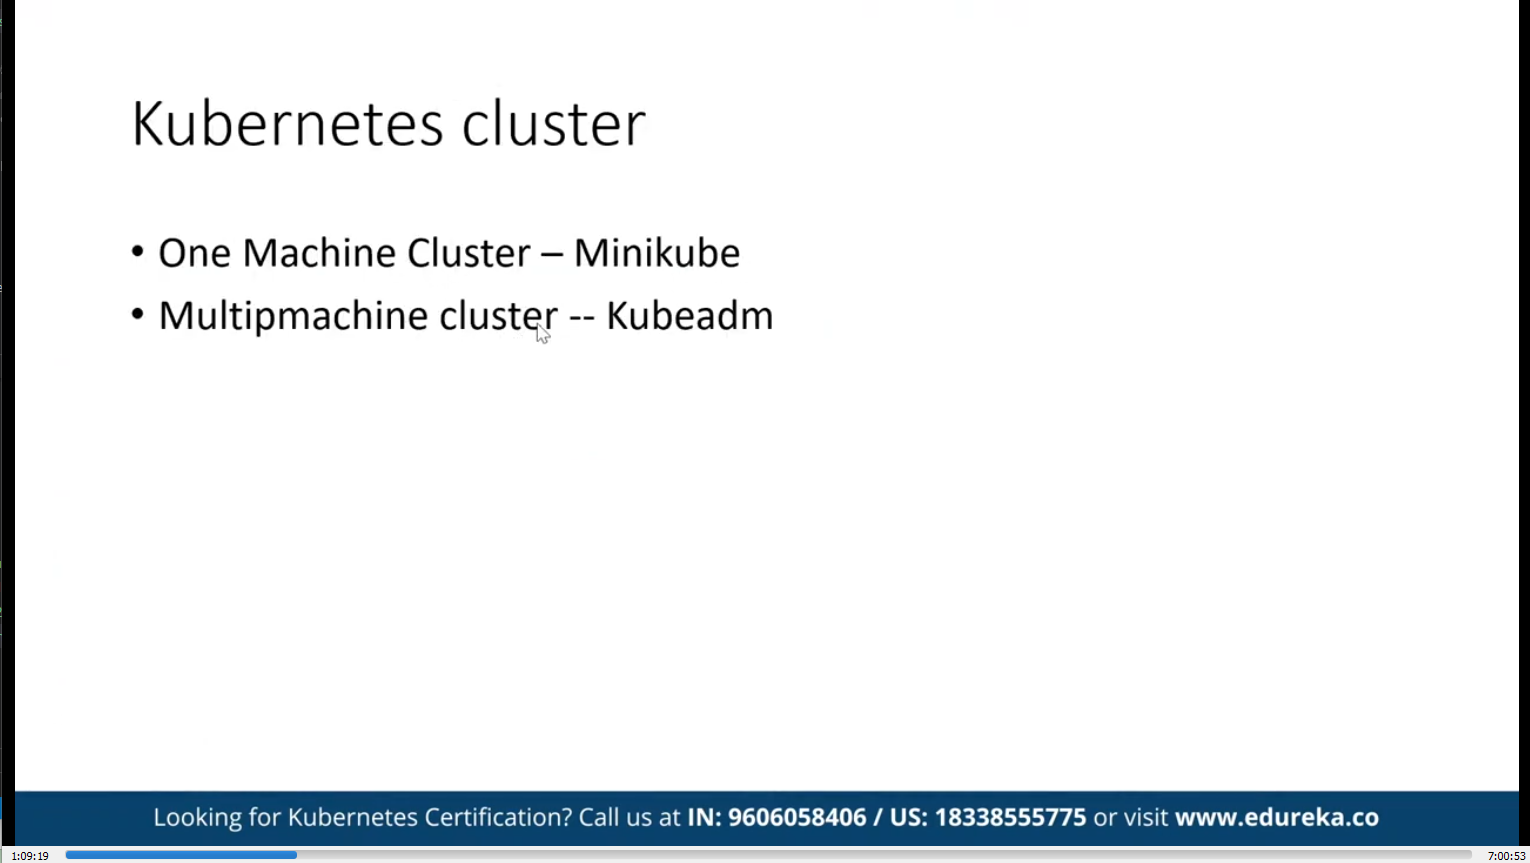 Kubernetes cluster
• One Machine Cluster – Minikube
• Multipmachine cluster -- Kubeadm
Looking for Kubernetes Certification? Call us at IN: 9606058406 / US: 18338555775 or visit www.edureka.co
1:09:19 7:00:53